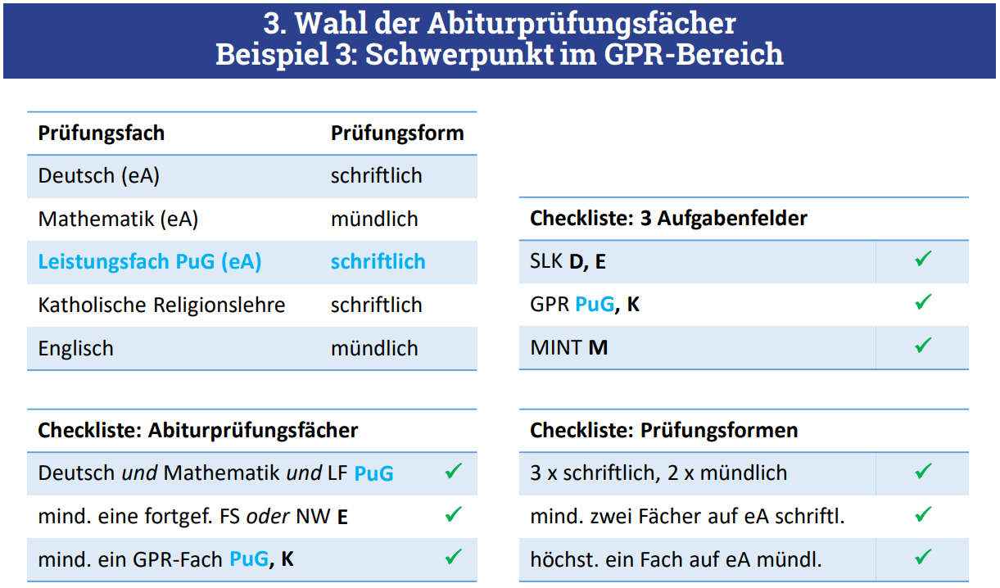 3. Wahl der Abiturprüfungsfächer
Beispiel 3: Schwerpunkt im GPR-Bereich
Prüfungsfach Prüfungsform
Deutsch (eA) schriftlich
Mathematik (eA) mündlich
Leistungsfach PuG (eA) schriftlich
Katholische Religionslehre schriftlich
Englisch mündlich
Checkliste: 3 Aufgabenfelder
SLK D, E ✓
GPR PuG, K ✓
MINT M ✓
Checkliste: Abiturprüfungsfächer
Deutsch und Mathematik und LF PuG ✓
mind. eine fortgef. FS oder NW E ✓
mind. ein GPR-Fach PuG, K ✓
Checkliste: Prüfungsformen
3 x schriftlich, 2 x mündlich ✓
mind. zwei Fächer auf eA schriftl. ✓
höchst. ein Fach auf eA mündl. ✓